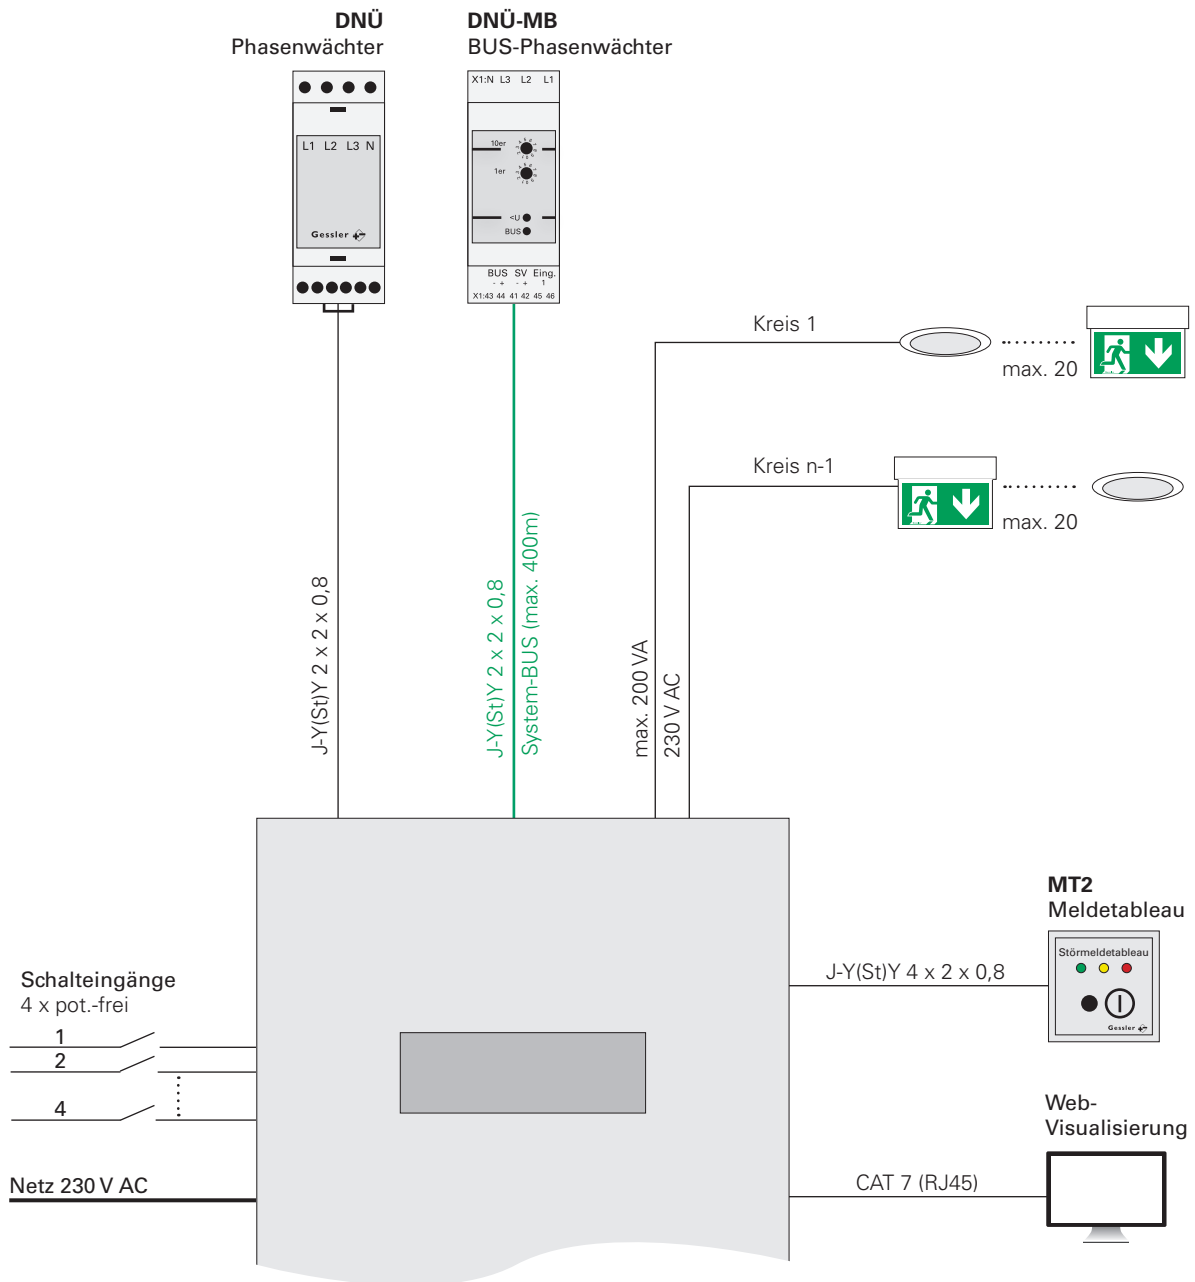 DNÜ
Phasenwächter
DNÜ-MB
BUS-Phasenwächter
L1 L2 L3 N
Gessler
X1:N L3 L2 L1
10er
1er
<U
BUS
BUS SV Eing.
- + - + 1
X1:43 44 41 42 45 46
Kreis 1
max. 20
Kreis n-1
max. 20
J-Y(St)Y 2 x 2 x 0,8
J-Y(St)Y 2 x 2 x 0,8
System-BUS (max. 400m)
max. 200 VA
230 V AC
MT2
Meldetableau
Störmeldetableau
Gessler
J-Y(St)Y 4 x 2 x 0,8
Schalteingänge
4 x pot.-frei
1
2
4
Netz 230 V AC
Web-
Visualisierung
CAT 7 (RJ45)